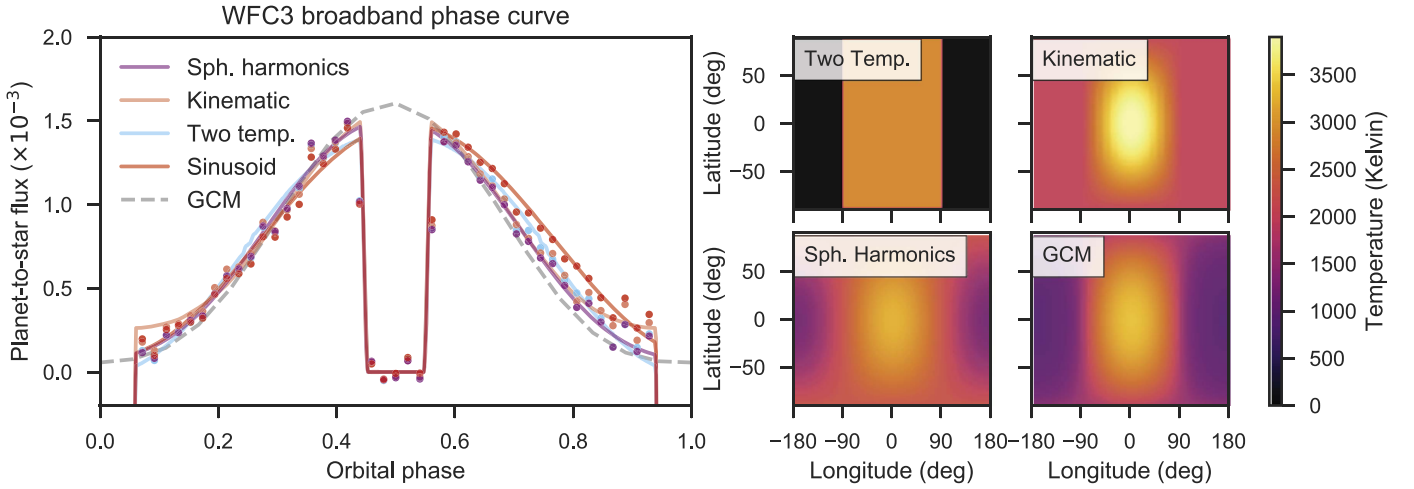 WFC3 broadband phase curve
Planet-to-star flux (×10⁻³)
2.0
1.5
1.0
0.5
0.0
Sph. harmonics
Kinematic
Two temp.
Sinusoid
GCM
0.0 0.2 0.4 0.6 0.8 1.0
Orbital phase
Two Temp.
Kinematic
Latitude (deg)
50
0
−50
Sph. Harmonics
GCM
Latitude (deg)
50
0
−50
−180 −90 0 90 180
Longitude (deg)
−180 −90 0 90 180
Longitude (deg)
3500
3000
2500
2000
1500
1000
500
0
Temperature (Kelvin)